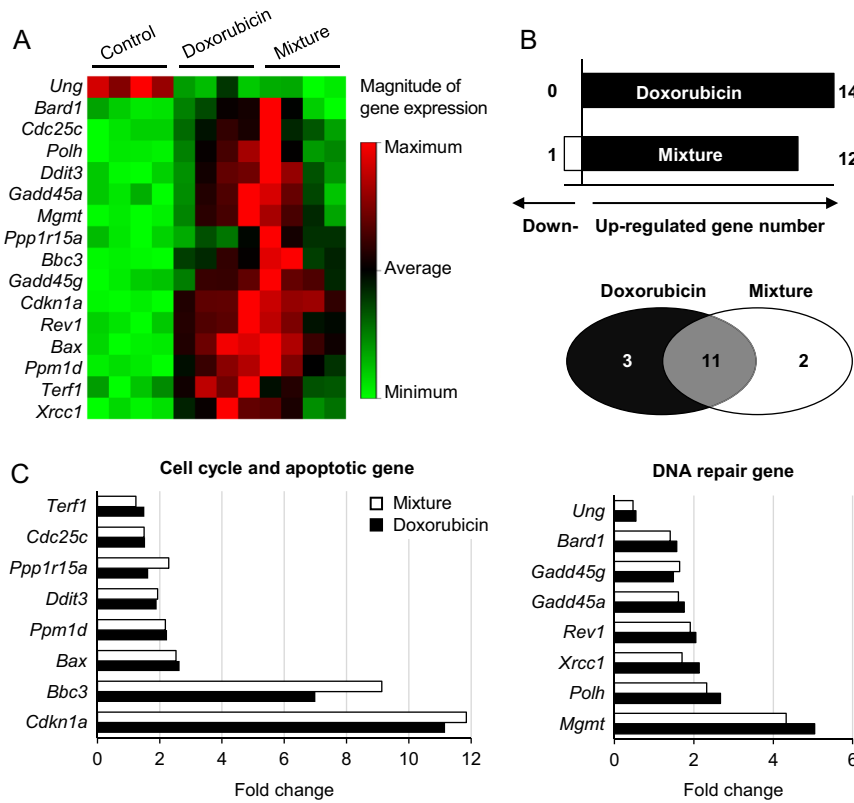 A
Control
Doxorubicin
Mixture
Ung
Bard1
Cdc25c
Polh
Ddit3
Gadd45a
Mgmt
Ppp1r15a
Bbc3
Gadd45g
Cdkn1a
Rev1
Bax
Ppm1d
Terf1
Xrcc1
Magnitude of
gene expression
Maximum
Average
Minimum
B
0 Doxorubicin 14
1 Mixture 12
Down- Up-regulated gene number
Doxorubicin Mixture
3 11 2
C
Cell cycle and apoptotic gene
Mixture
Doxorubicin
Terf1
Cdc25c
Ppp1r15a
Ddit3
Ppm1d
Bax
Bbc3
Cdkn1a
0 2 4 6 8 10 12
Fold change
DNA repair gene
Ung
Bard1
Gadd45g
Gadd45a
Rev1
Xrcc1
Polh
Mgmt
0 2 4 6
Fold change